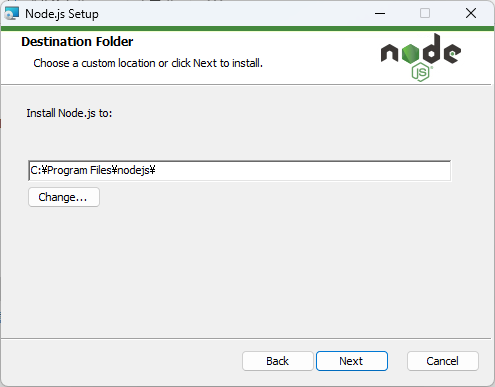 Node.js Setup
Destination Folder
Choose a custom location or click Next to install.
node
JS
Install Node.js to:
C:¥Program Files¥nodejs¥
Change...
Back
Next
Cancel